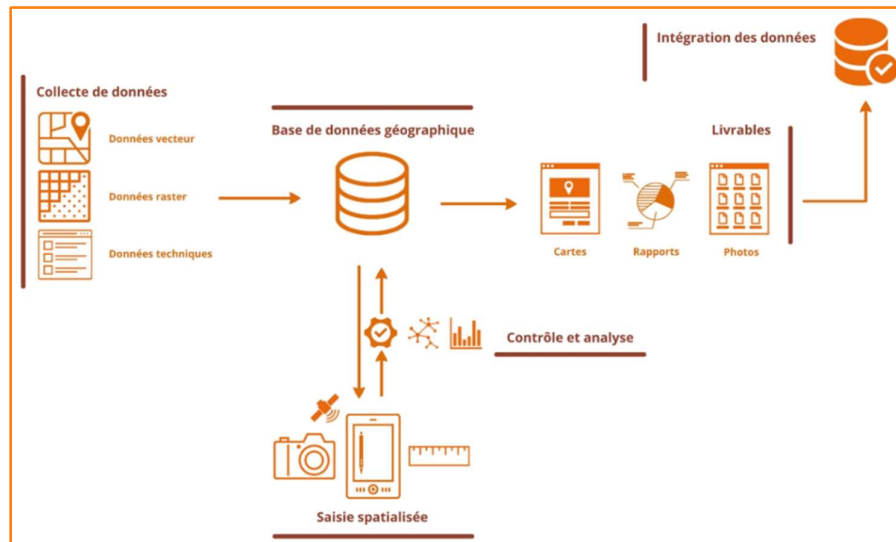 Intégration des données
Collecte de données
Données vecteur
Données raster
Données techniques
Base de données géographique
Livrables
Cartes
Rapports
Photos
Contrôle et analyse
Saisie spatialisée